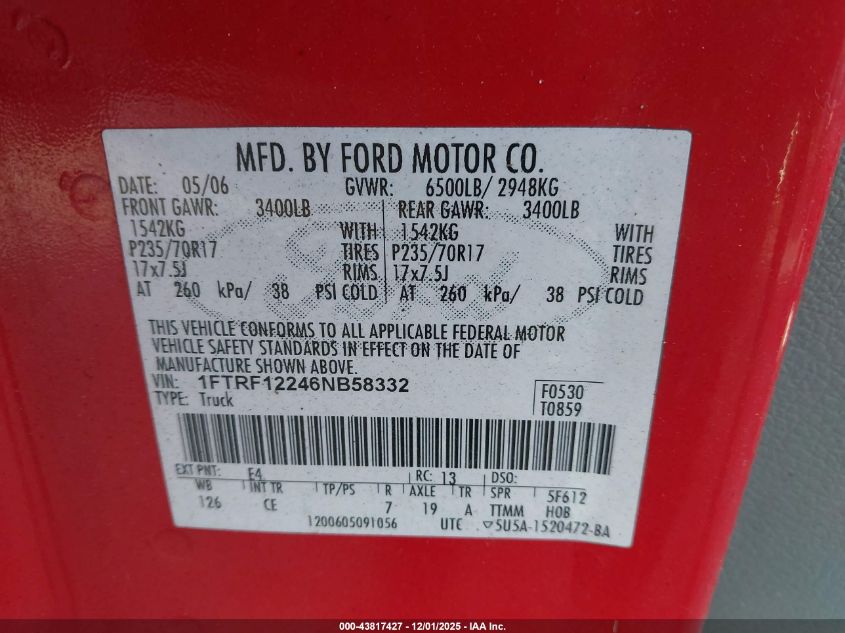 MFD. BY FORD MOTOR CO.
DATE: 05/06 GVWR: 6500LB/ 2948KG
FRONT GAWR: 3400LB REAR GAWR: 3400LB
1542KG WITH 1542KG WITH
P235/70R17 TIRES P235/70R17 TIRES
17x7.5J RIMS 17x7.5J RIMS
AT 260 kPa/ 38 PSI COLD AT 260 kPa/ 38 PSI COLD
Ford
THIS VEHICLE CONFORMS TO ALL APPLICABLE FEDERAL MOTOR
VEHICLE SAFETY STANDARDS IN EFFECT ON THE DATE OF
MANUFACTURE SHOWN ABOVE.
VIN: 1FTRF12246NB58332
TYPE: Truck
F0530
T0859
EXT PNT: E4 RC: 13 DSO:
WB INT TR TP/PS R AXLE TR SPR 5F612
126 CE 7 19 A TTMM HOB
1200605091056 UTC ▽5U5A-1520472-BA
000-43817427 - 12/01/2025 - IAA Inc.